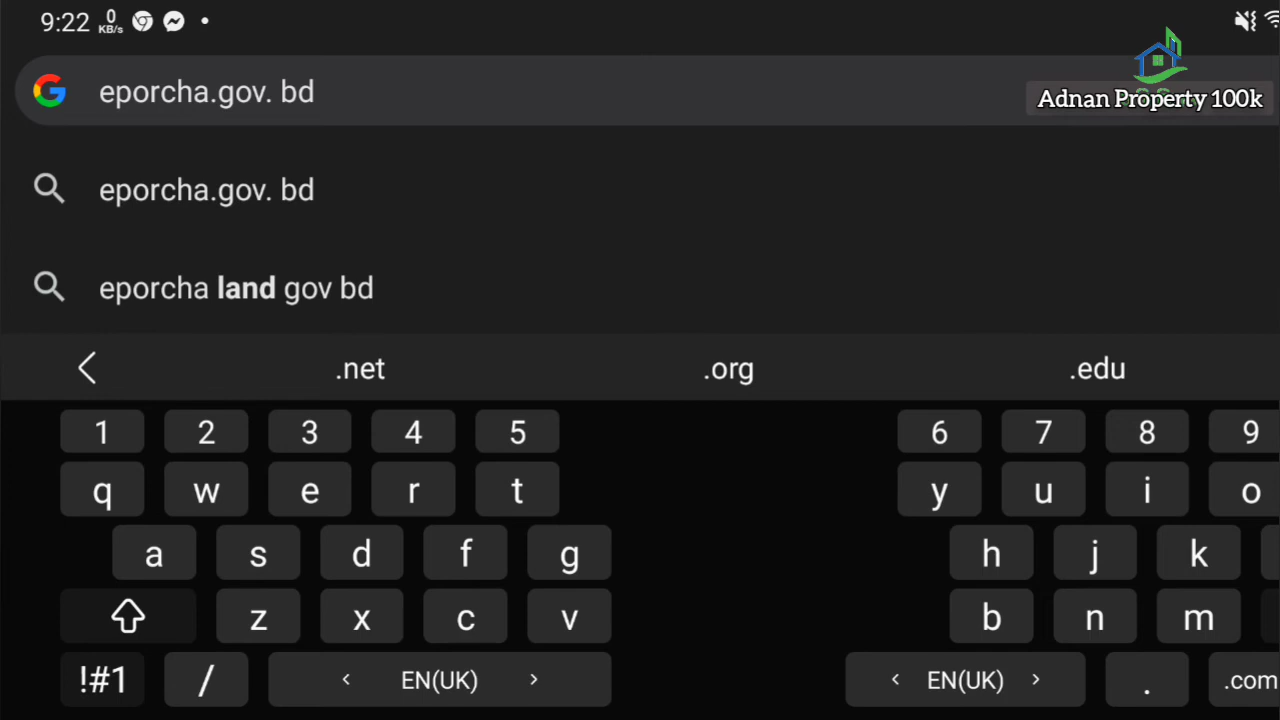 9:22 0 KB/s
eporcha.gov. bd
Adnan Property 100k
eporcha.gov. bd
eporcha land gov bd
.net .org .edu
1 2 3 4 5 6 7 8 9
q w e r t y u i o
a s d f g h j k
z x c v b n m
!#1 / < EN(UK) > < EN(UK) > . .com